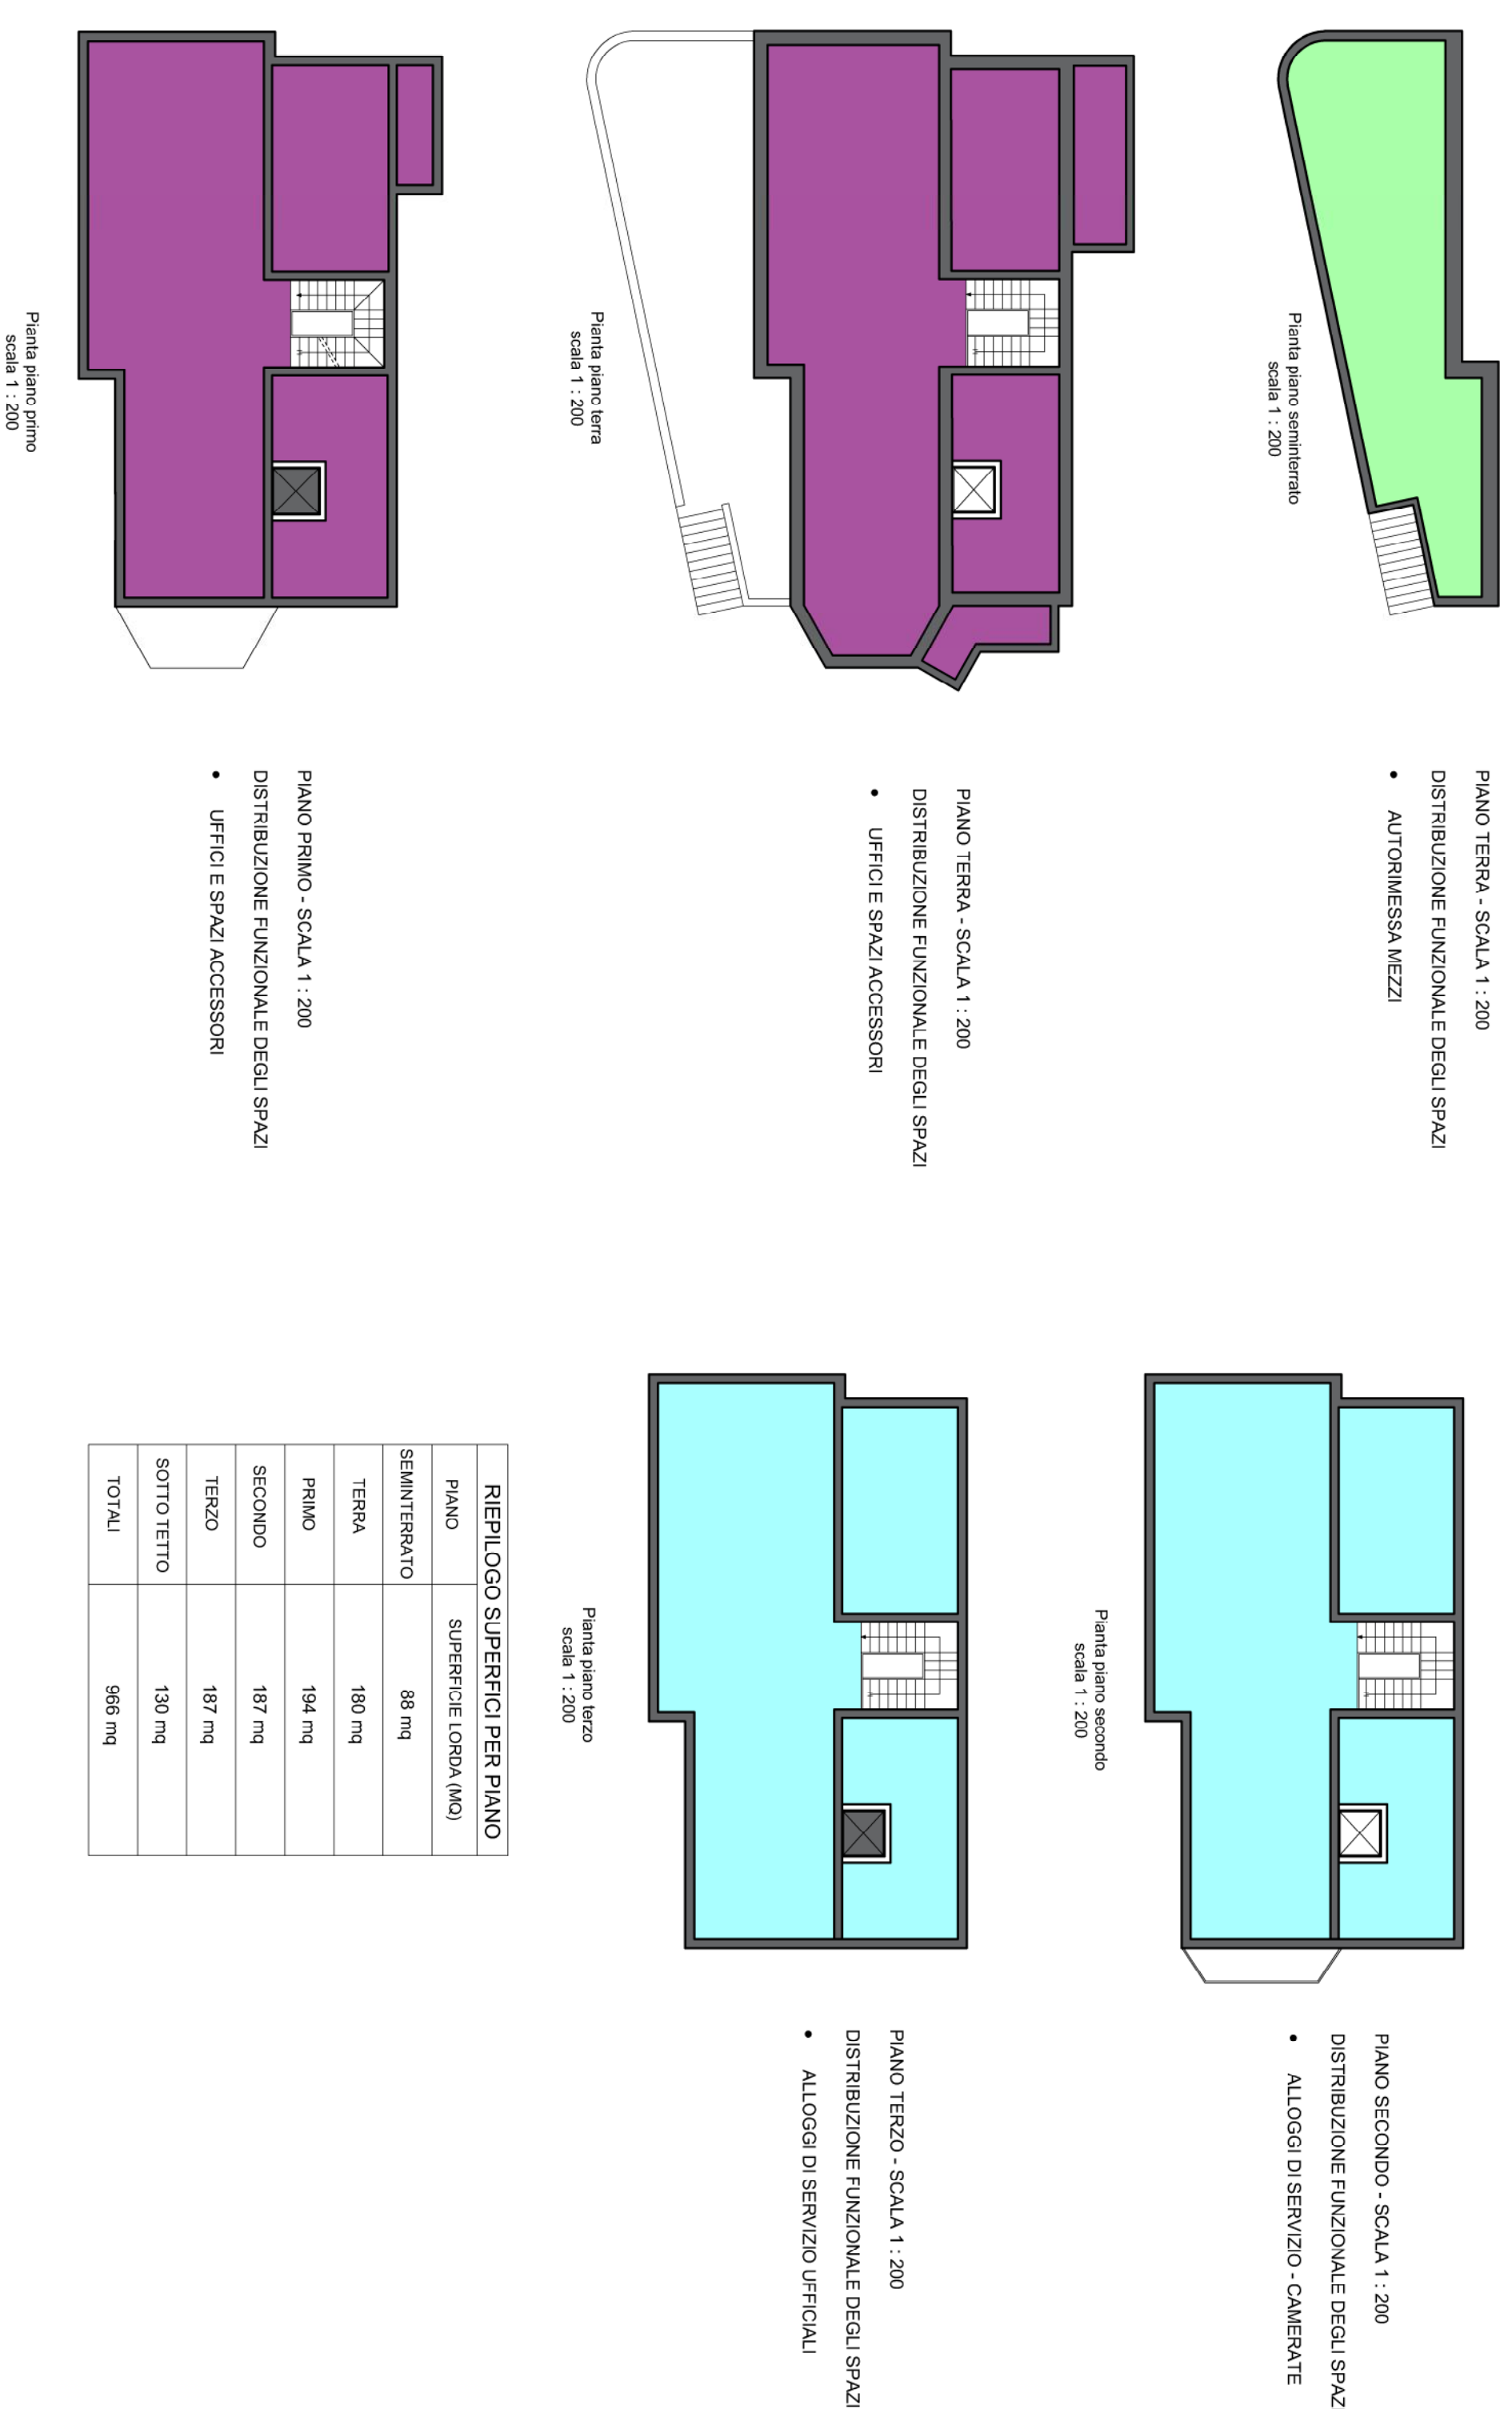 PIANO TERRA - SCALA 1 : 200
DISTRIBUZIONE FUNZIONALE DEGLI SPAZI
• AUTORIMESSA MEZZI
Pianta piano seminterrato
scala 1 : 200
PIANO TERRA - SCALA 1 : 200
DISTRIBUZIONE FUNZIONALE DEGLI SPAZI
• UFFICI E SPAZI ACCESSORI
Pianta piano terra
scala 1 : 200
PIANO PRIMO - SCALA 1 : 200
DISTRIBUZIONE FUNZIONALE DEGLI SPAZI
• UFFICI E SPAZI ACCESSORI
Pianta piano primo
scala 1 : 200
PIANO SECONDO - SCALA 1 : 200
DISTRIBUZIONE FUNZIONALE DEGLI SPAZ
• ALLOGGI DI SERVIZIO - CAMERATE
Pianta piano secondo
scala 1 : 200
PIANO TERZO - SCALA 1 : 200
DISTRIBUZIONE FUNZIONALE DEGLI SPAZI
• ALLOGGI DI SERVIZIO UFFICIALI
Pianta piano terzo
scala 1 : 200
RIEPILOGO SUPERFICI PER PIANO
PIANO SUPERFICIE LORDA (MQ)
SEMINTERRATO 88 mq
TERRA 180 mq
PRIMO 194 mq
SECONDO 187 mq
TERZO 187 mq
SOTTO TETTO 130 mq
TOTALI 966 mq